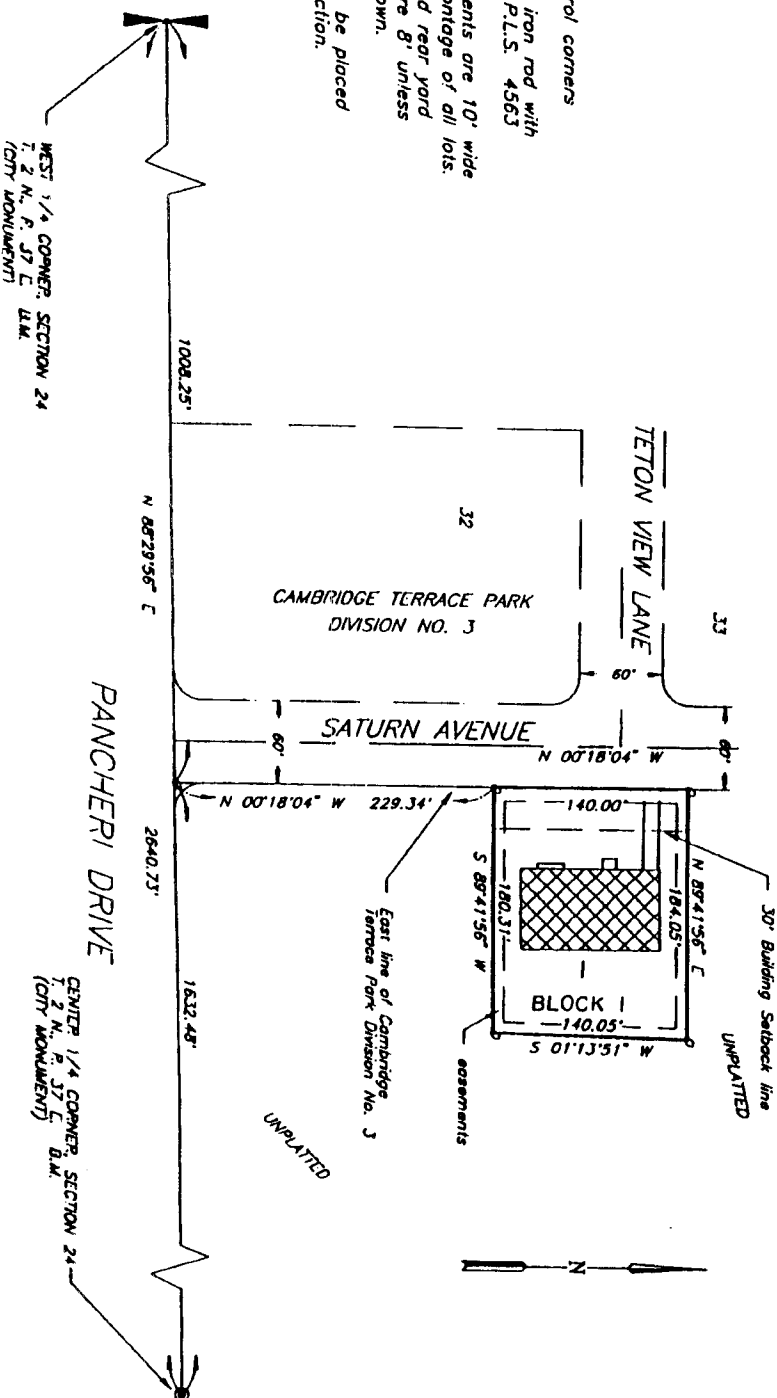 rol corners
iron rod with
P.L.S. 4563
ents are 10' wide
ontage of all lots.
d rear yard
re 8' unless
own.
be placed
ction.
WEST 1/4 CORNER, SECTION 24
T. 2 N., R. 37 E. B.M.
(CITY MONUMENT)
1008.25'
N 88°29'56" E
2640.73'
1632.48'
PANCHERI DRIVE
CENTER 1/4 CORNER, SECTION 24
T. 2 N., R. 37 E. B.M.
(CITY MONUMENT)
TETON VIEW LANE
33
32
CAMBRIDGE TERRACE PARK
DIVISION NO. 3
60'
60'
60'
SATURN AVENUE
N 00°18'04" W
N 00°18'04" W 229.34'
East line of Cambridge
Terrace Park Division No. 3
30' Building Setback line
UNPLATTED
N 89°41'56" E
184.05'
140.00'
S 89°41'56" W
180.31'
BLOCK 1
140.05'
S 01°13'51" W
easements
UNPLATTED
N